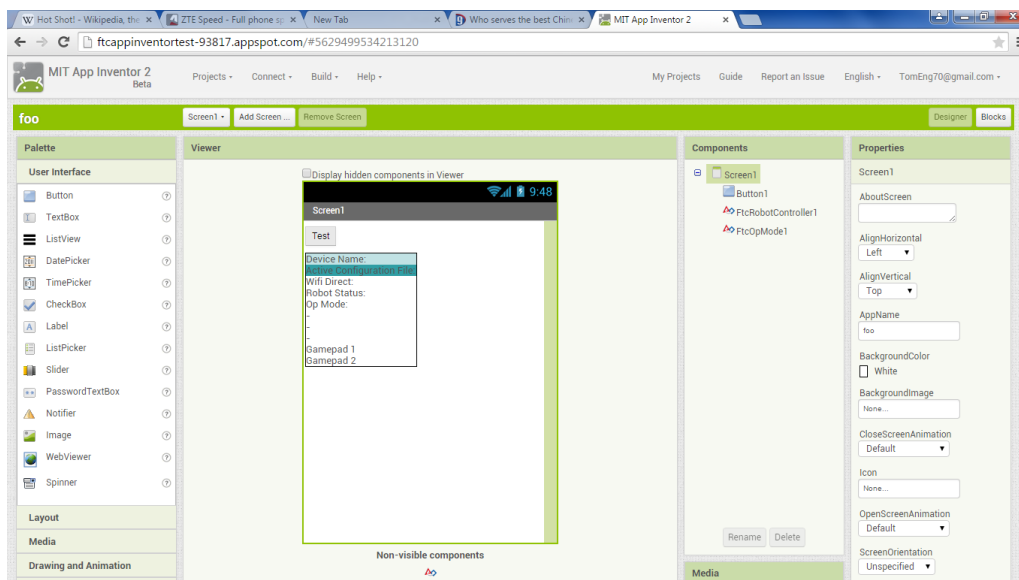 Hot Shot! - Wikipedia, the
ZTE Speed - Full phone sp
New Tab
Who serves the best Chin
MIT App Inventor 2
ftcappinventortest-93817.appspot.com/#5629499534213120
MIT App Inventor 2
Beta
Projects
Connect
Build
Help
My Projects
Guide
Report an Issue
English
TomEng70@gmail.com
foo
Screen1
Add Screen ...
Remove Screen
Designer
Blocks
Palette
User Interface
Button
TextBox
ListView
DatePicker
TimePicker
CheckBox
Label
ListPicker
Slider
PasswordTextBox
Notifier
Image
WebViewer
Spinner
Layout
Media
Drawing and Animation
Viewer
Display hidden components in Viewer
9:48
Screen1
Test
Device Name:
Active Configuration File:
Wifi Direct:
Robot Status:
Op Mode:
-
-
-
Gamepad 1
Gamepad 2
Non-visible components
Components
Screen1
Button1
FtcRobotController1
FtcOpMode1
Rename
Delete
Media
Properties
Screen1
AboutScreen
AlignHorizontal
Left
AlignVertical
Top
AppName
foo
BackgroundColor
White
BackgroundImage
None...
CloseScreenAnimation
Default
Icon
None...
OpenScreenAnimation
Default
ScreenOrientation
Unspecified